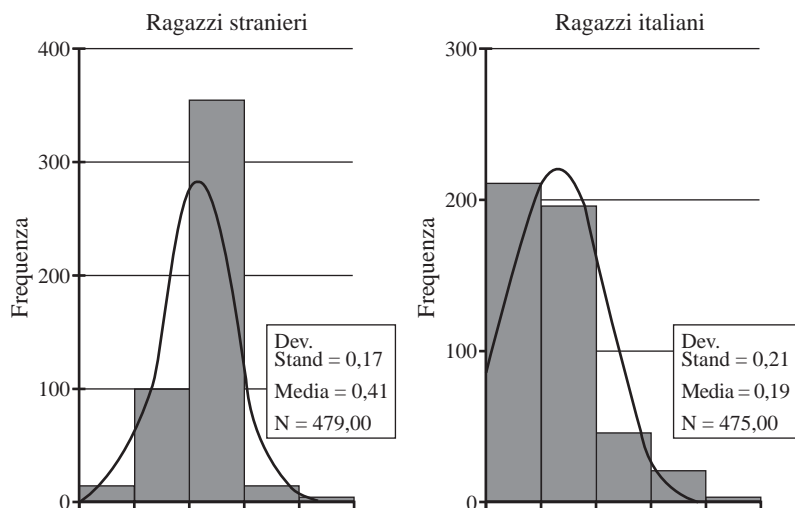 Ragazzi stranieri
400
300
200
100
0
Frequenza
Dev.
Stand = 0,17
Media = 0,41
N = 479,00
Ragazzi italiani
300
200
100
0
Frequenza
Dev.
Stand = 0,21
Media = 0,19
N = 475,00